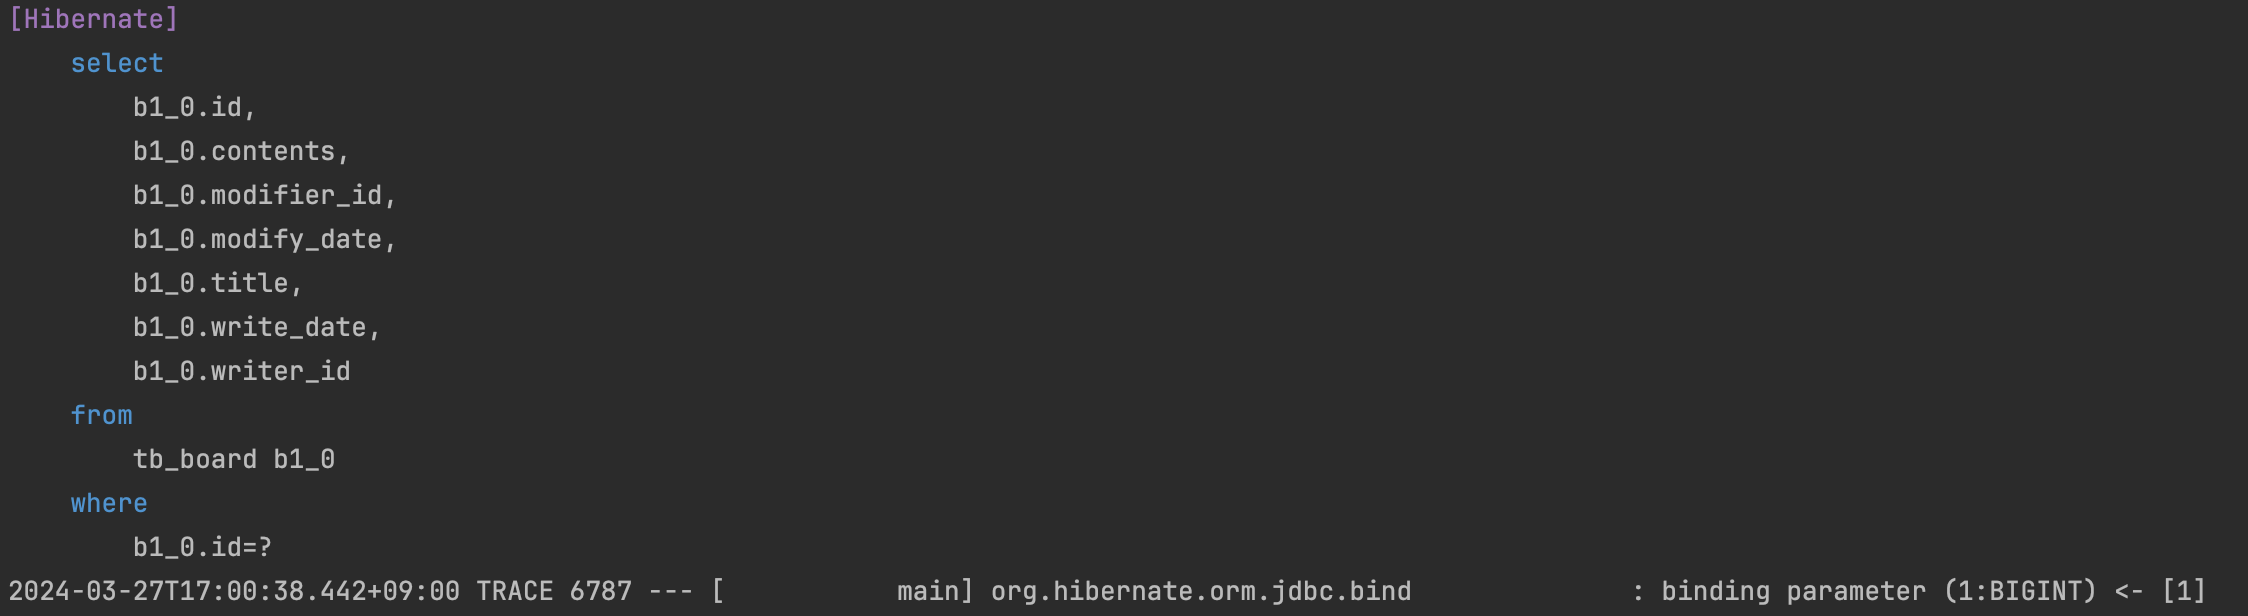 [Hibernate]
    select
        b1_0.id,
        b1_0.contents,
        b1_0.modifier_id,
        b1_0.modify_date,
        b1_0.title,
        b1_0.write_date,
        b1_0.writer_id
    from
        tb_board b1_0
    where
        b1_0.id=?
2024-03-27T17:00:38.442+09:00 TRACE 6787 --- [           main] org.hibernate.orm.jdbc.bind              : binding parameter (1:BIGINT) <- [1]